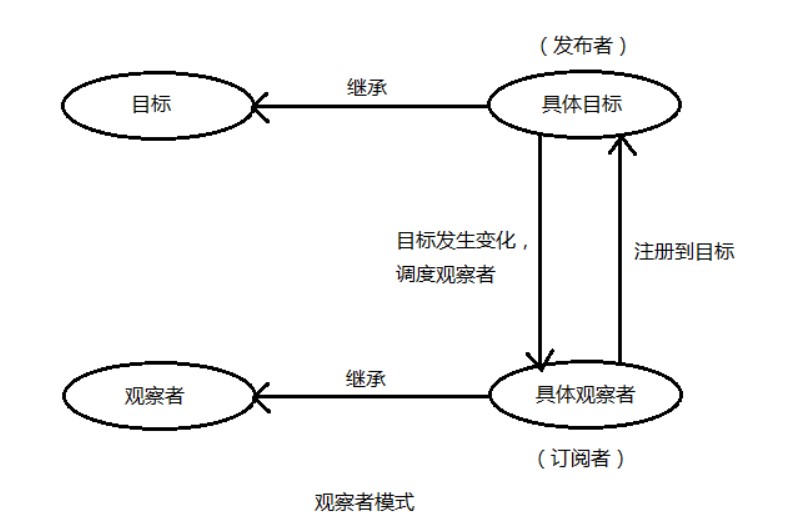 （发布者）
目标
继承
具体目标
目标发生变化，
调度观察者
注册到目标
观察者
继承
具体观察者
（订阅者）
观察者模式